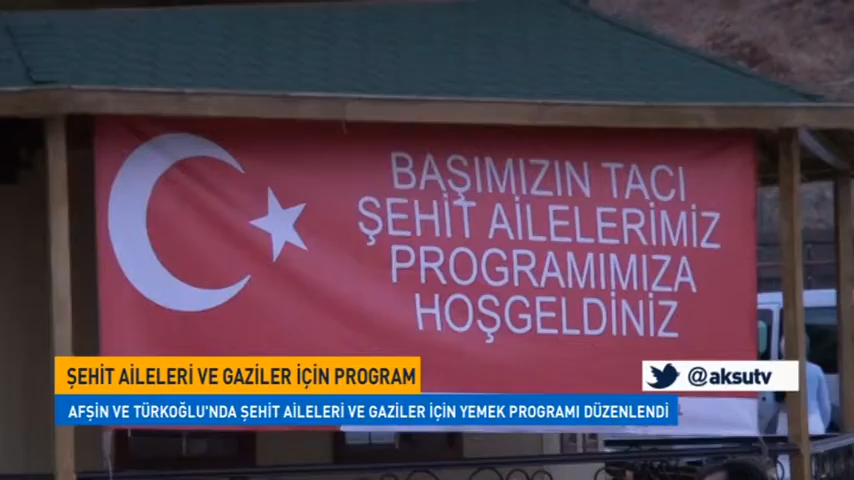 BAŞIMIZIN TACI
ŞEHİT AİLELERİMİZ
PROGRAMIMIZA
HOŞGELDİNİZ
ŞEHİT AİLELERİ VE GAZİLER İÇİN PROGRAM
@aksutv
AFŞİN VE TÜRKOĞLU'NDA ŞEHİT AİLELERİ VE GAZİLER İÇİN YEMEK PROGRAMI DÜZENLENDİ